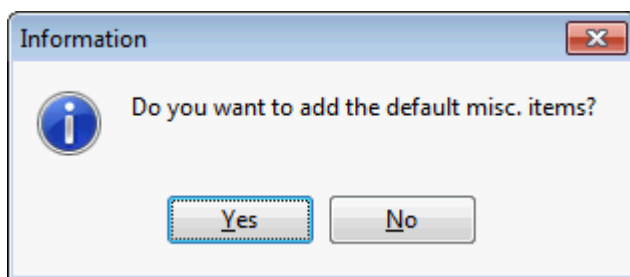 Information
Do you want to add the default misc. items?
Yes
No